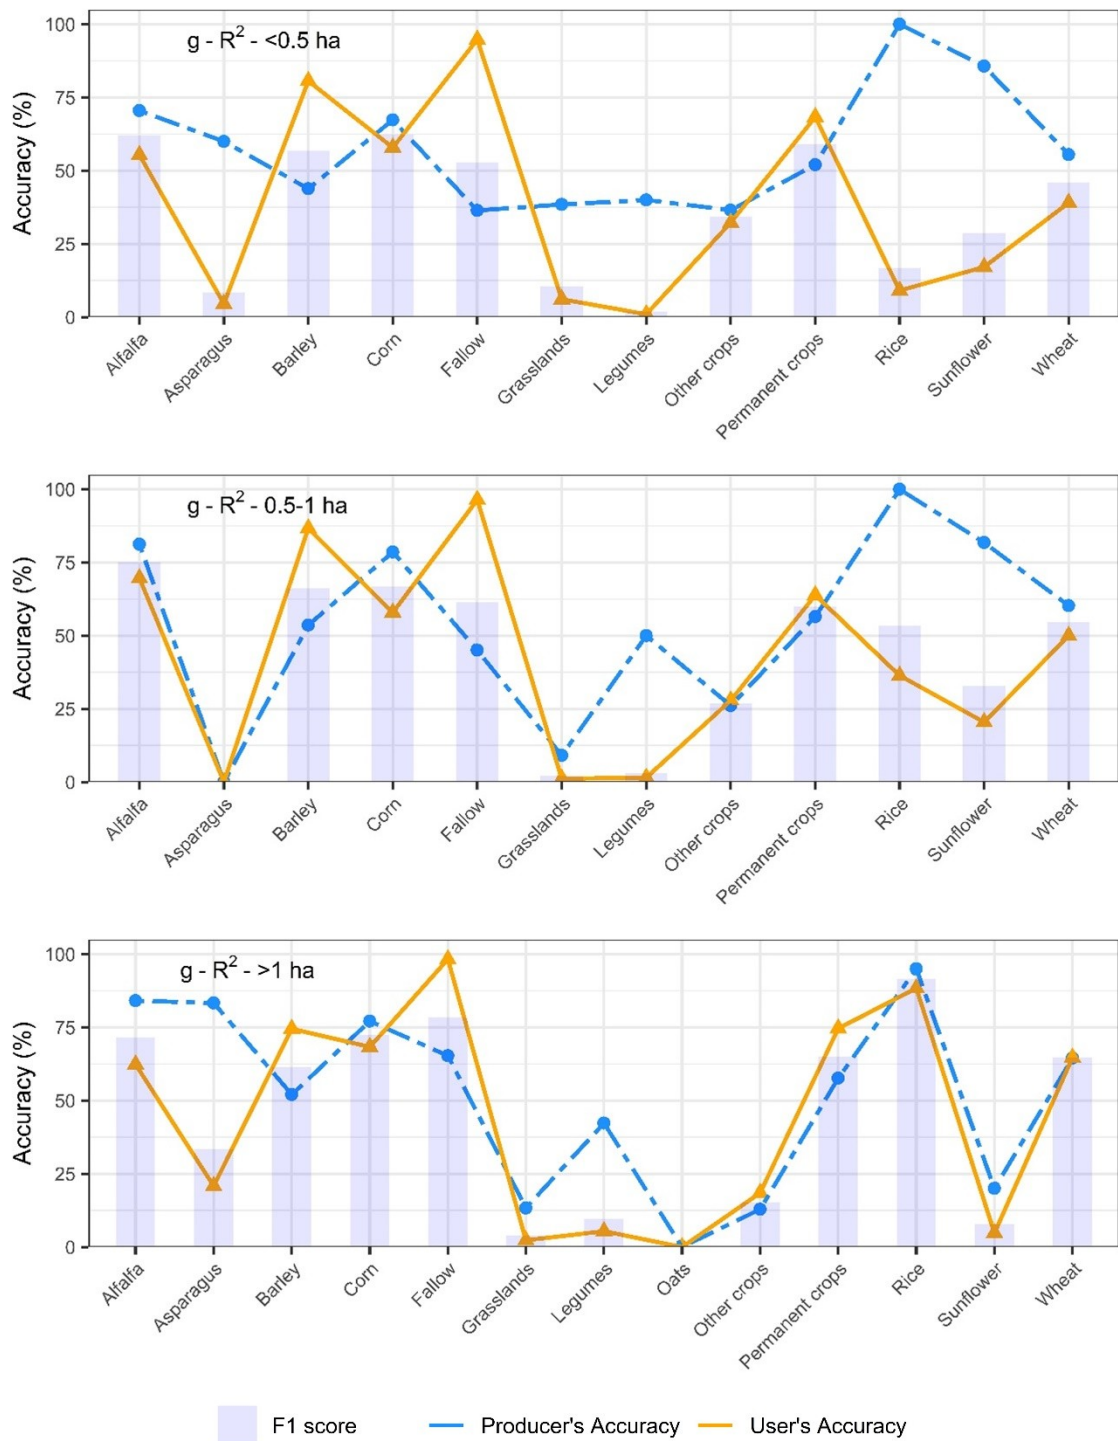 g - R² - <0.5 ha
Accuracy (%)
100
75
50
25
0
Alfalfa
Asparagus
Barley
Corn
Fallow
Grasslands
Legumes
Other crops
Permanent crops
Rice
Sunflower
Wheat
g - R² - 0.5-1 ha
Accuracy (%)
100
75
50
25
0
Alfalfa
Asparagus
Barley
Corn
Fallow
Grasslands
Legumes
Other crops
Permanent crops
Rice
Sunflower
Wheat
g - R² - >1 ha
Accuracy (%)
100
75
50
25
0
Alfalfa
Asparagus
Barley
Corn
Fallow
Grasslands
Legumes
Oats
Other crops
Permanent crops
Rice
Sunflower
Wheat
F1 score
Producer's Accuracy
User's Accuracy